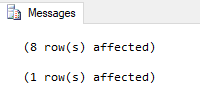 Messages
(8 row(s) affected)
(1 row(s) affected)